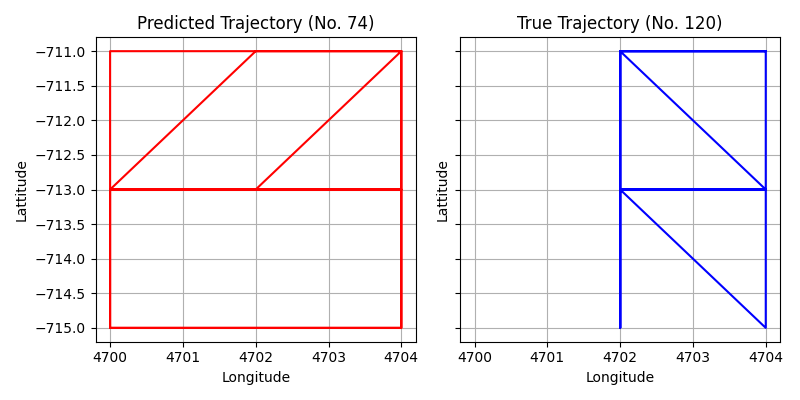 Predicted Trajectory (No. 74)
True Trajectory (No. 120)
−711.0
−711.5
−712.0
−712.5
−713.0
−713.5
−714.0
−714.5
−715.0
Lattitude
Lattitude
4700 4701 4702 4703 4704
4700 4701 4702 4703 4704
Longitude
Longitude